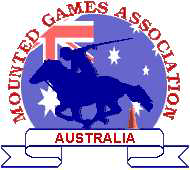 MOUNTED GAMES ASSOCIATION
AUSTRALIA